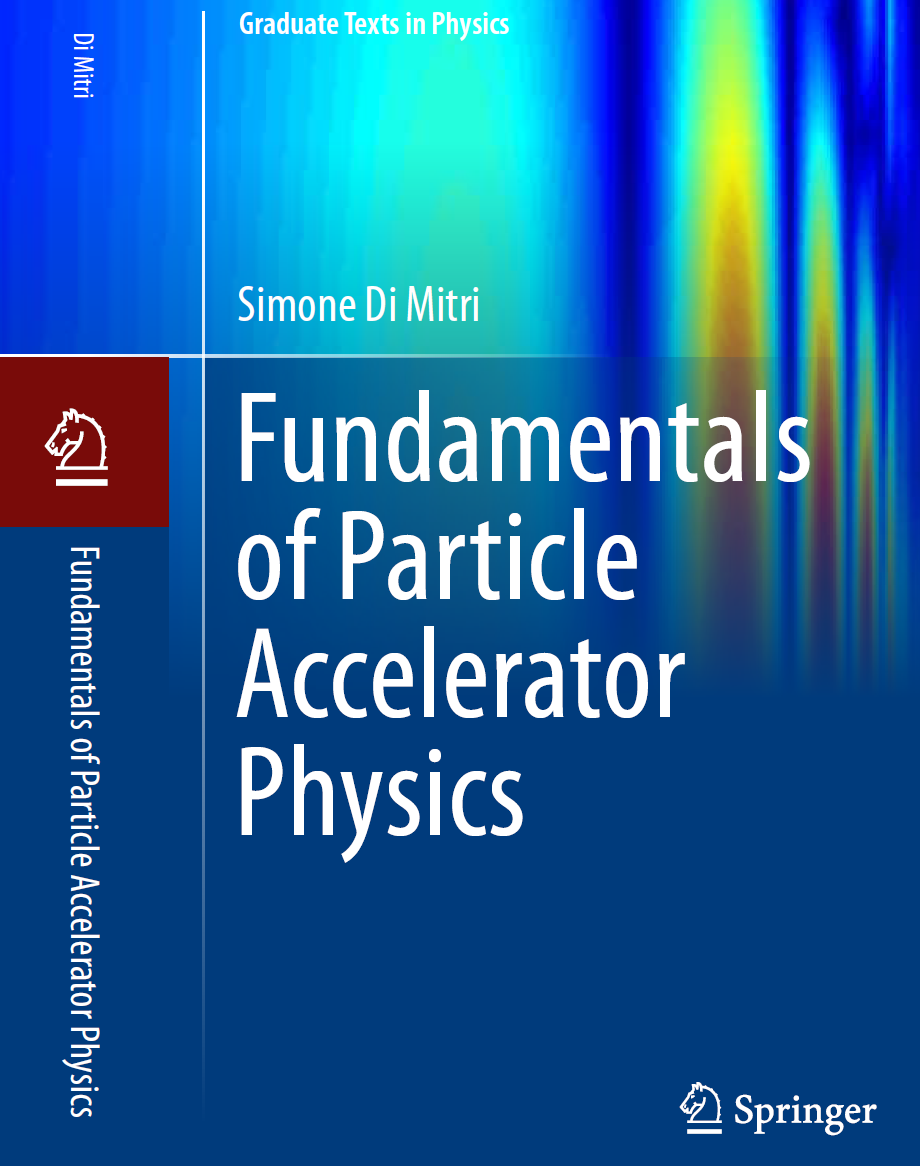 Di Mitri
Fundamentals of Particle Accelerator Physics
Graduate Texts in Physics
Simone Di Mitri
Fundamentals
of Particle
Accelerator
Physics
Springer